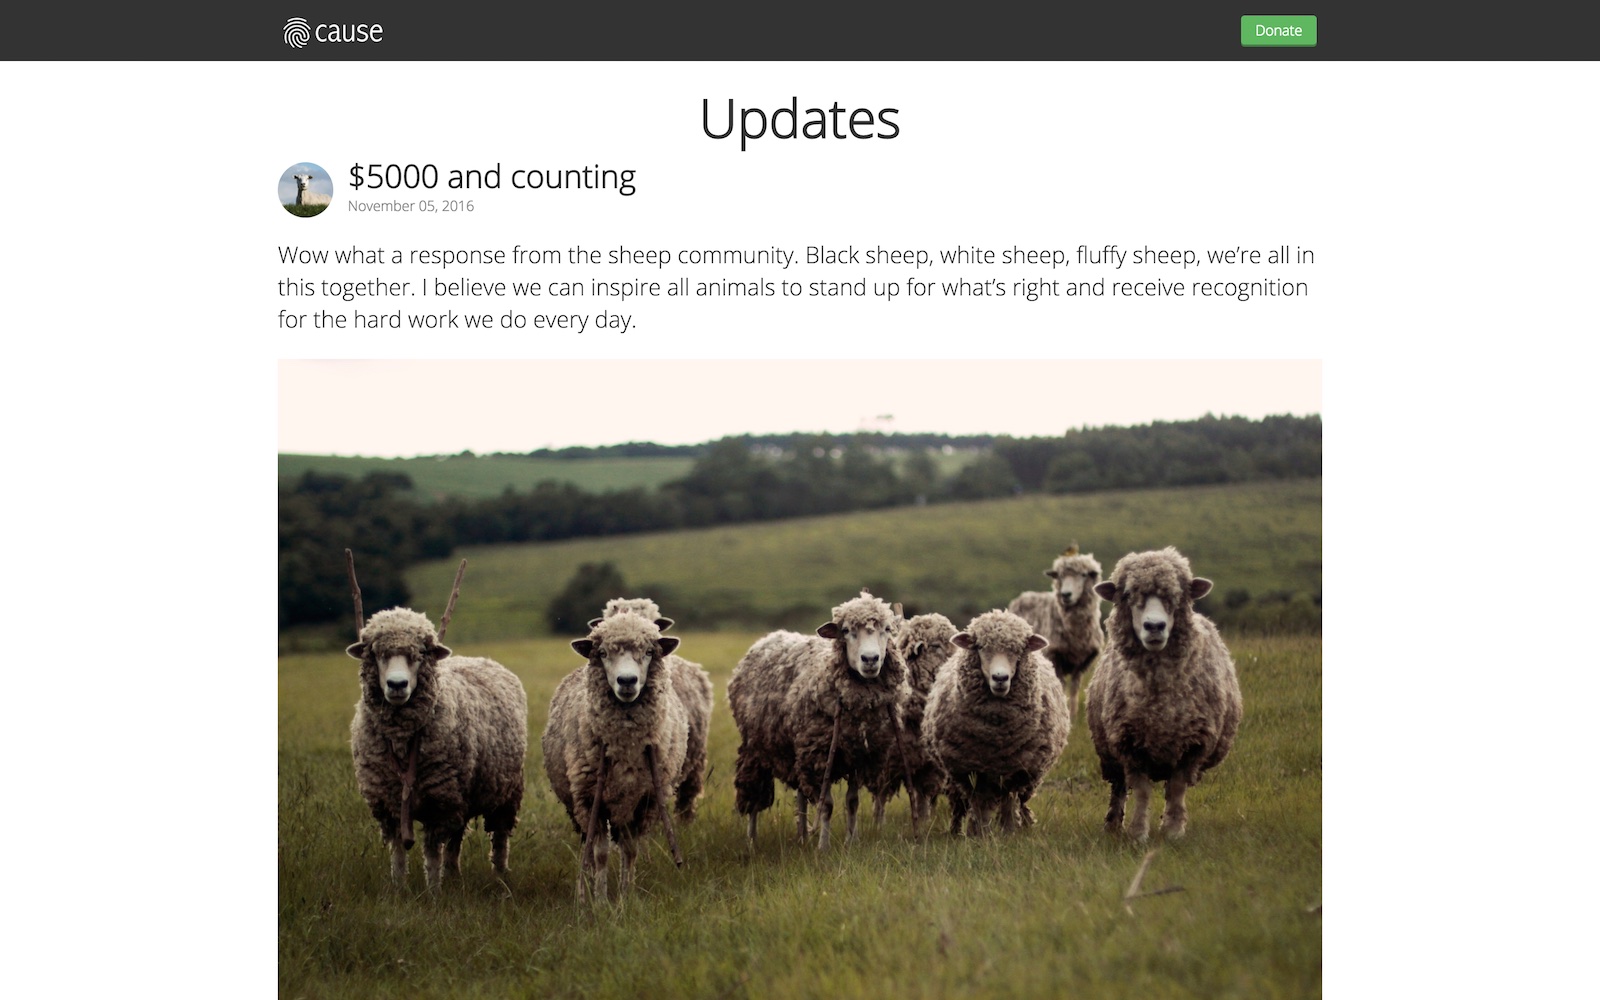 cause
Donate
Updates
$5000 and counting
November 05, 2016
Wow what a response from the sheep community. Black sheep, white sheep, fluffy sheep, we’re all in
this together. I believe we can inspire all animals to stand up for what’s right and receive recognition
for the hard work we do every day.